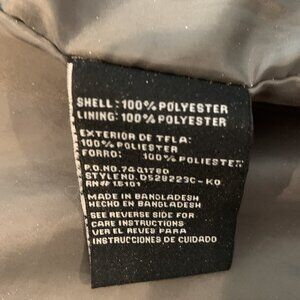 SHELL: 100% POLYESTER
LINING: 100% POLYESTER
EXTERIOR DE TELA:
100% POLIESTER
FORRO: 100% POLIESTER
P.O.NO.7401780
STYLE NO. D528223C-KO
RN# 15101
MADE IN BANGLADESH
HECHO EN BANGLADESH
SEE REVERSE SIDE FOR
CARE INSTRUCTIONS
VER EL REVES PARA
INSTRUCCIONES DE CUIDADO